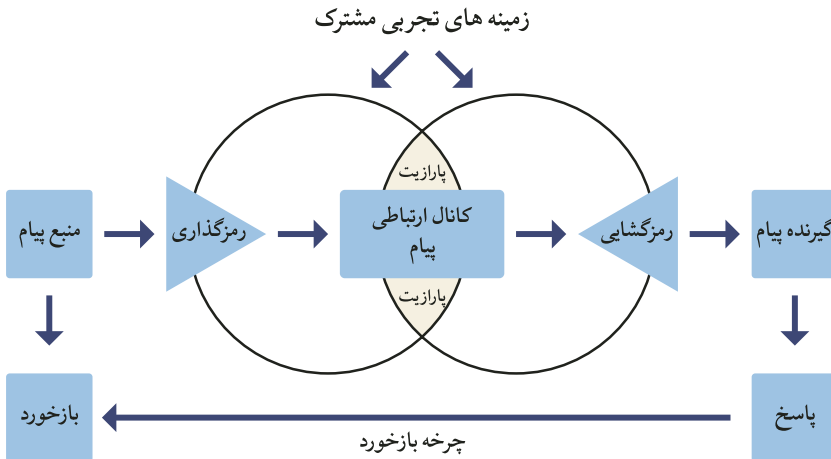 زمینه های تجربی مشترک
پارازیت
منبع پیام
رمزگذاری
کانال ارتباطی
پیام
رمزگشایی
گیرنده پیام
پارازیت
بازخورد
پاسخ
چرخه بازخورد